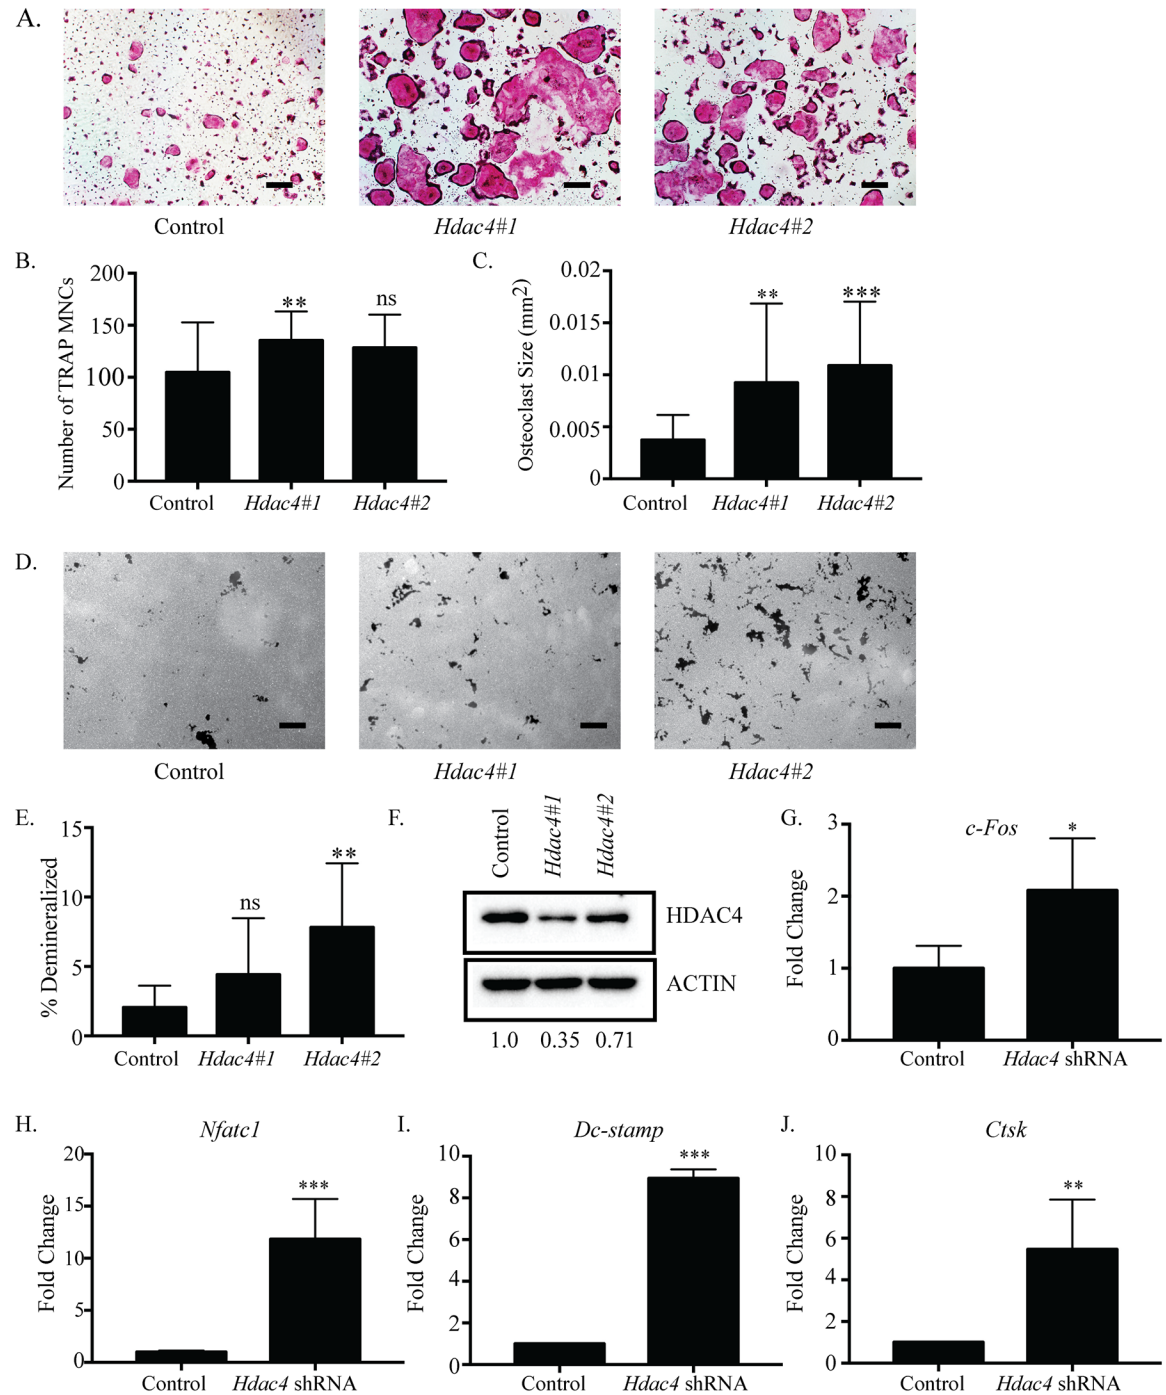 A.
Control Hdac4#1 Hdac4#2
B.
Number of TRAP MNCs
200
150
100
50
0
** ns
Control Hdac4#1 Hdac4#2
C.
Osteoclast Size (mm2)
0.02
0.015
0.01
0.005
0
** ***
Control Hdac4#1 Hdac4#2
D.
Control Hdac4#1 Hdac4#2
E.
% Demineralized
15
10
5
0
ns **
Control Hdac4#1 Hdac4#2
F.
Control Hdac4#1 Hdac4#2
HDAC4
ACTIN
1.0 0.35 0.71
G.
c-Fos
Fold Change
3
2
1
0
*
Control Hdac4 shRNA
H.
Nfatc1
Fold Change
20
15
10
5
0
***
Control Hdac4 shRNA
I.
Dc-stamp
Fold Change
10
8
6
4
2
0
***
Control Hdac4 shRNA
J.
Ctsk
Fold Change
10
8
6
4
2
0
**
Control Hdac4 shRNA